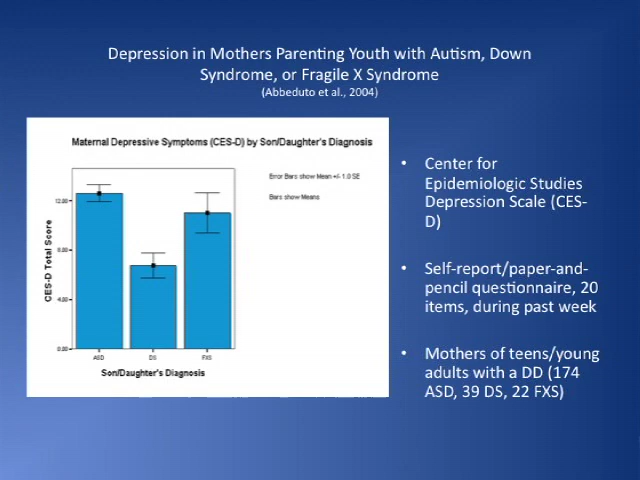 Depression in Mothers Parenting Youth with Autism, Down
Syndrome, or Fragile X Syndrome
(Abbeduto et al., 2004)
Maternal Depressive Symptoms (CES-D) by Son/Daughter's Diagnosis
Error Bars show Mean +/- 1.0 SE
Bars show Means
CES-D Total Score
12.00
8.00
4.00
0.00
ASD
DS
FXS
Son/Daughter's Diagnosis
• Center for
Epidemiologic Studies
Depression Scale (CES-
D)
• Self-report/paper-and-
pencil questionnaire, 20
items, during past week
• Mothers of teens/young
adults with a DD (174
ASD, 39 DS, 22 FXS)